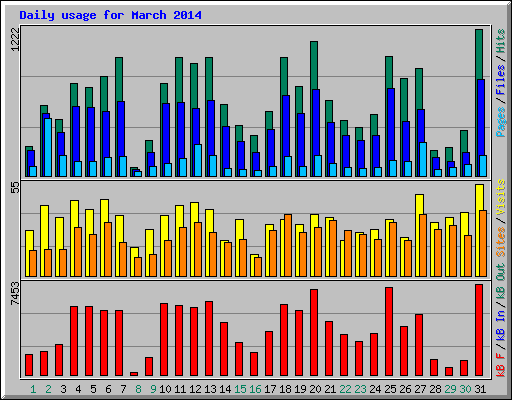 Daily usage for March 2014
1222
Pages / Files / Hits
55
Sites / Visits
7453
kB F / kB In / kB Out
1 2 3 4 5 6 7 8 9 10 11 12 13 14 15 16 17 18 19 20 21 22 23 24 25 26 27 28 29 30 31